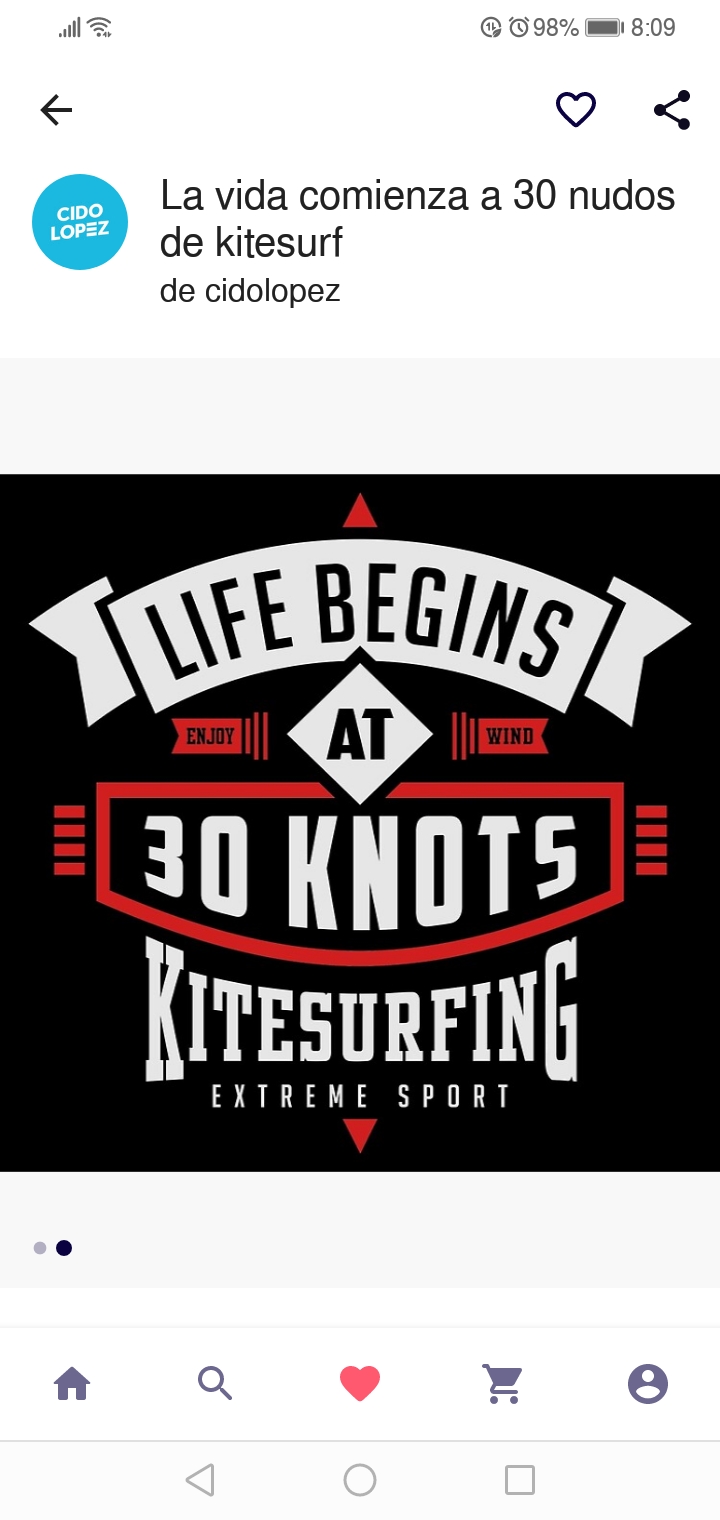 98% 8:09
CIDO
LOPEZ
La vida comienza a 30 nudos
de kitesurf
de cidolopez
LIFE BEGINS
ENJOY AT WIND
30 KNOTS
KITESURFING
EXTREME SPORT